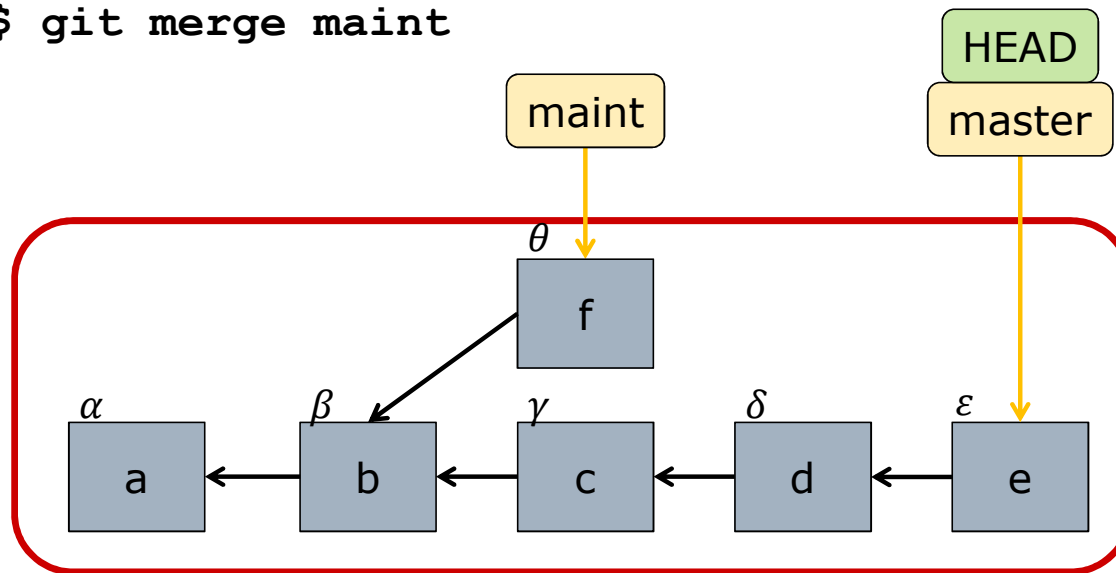 $ git merge maint
HEAD
maint
master
θ
f
α β γ δ ε
a b c d e